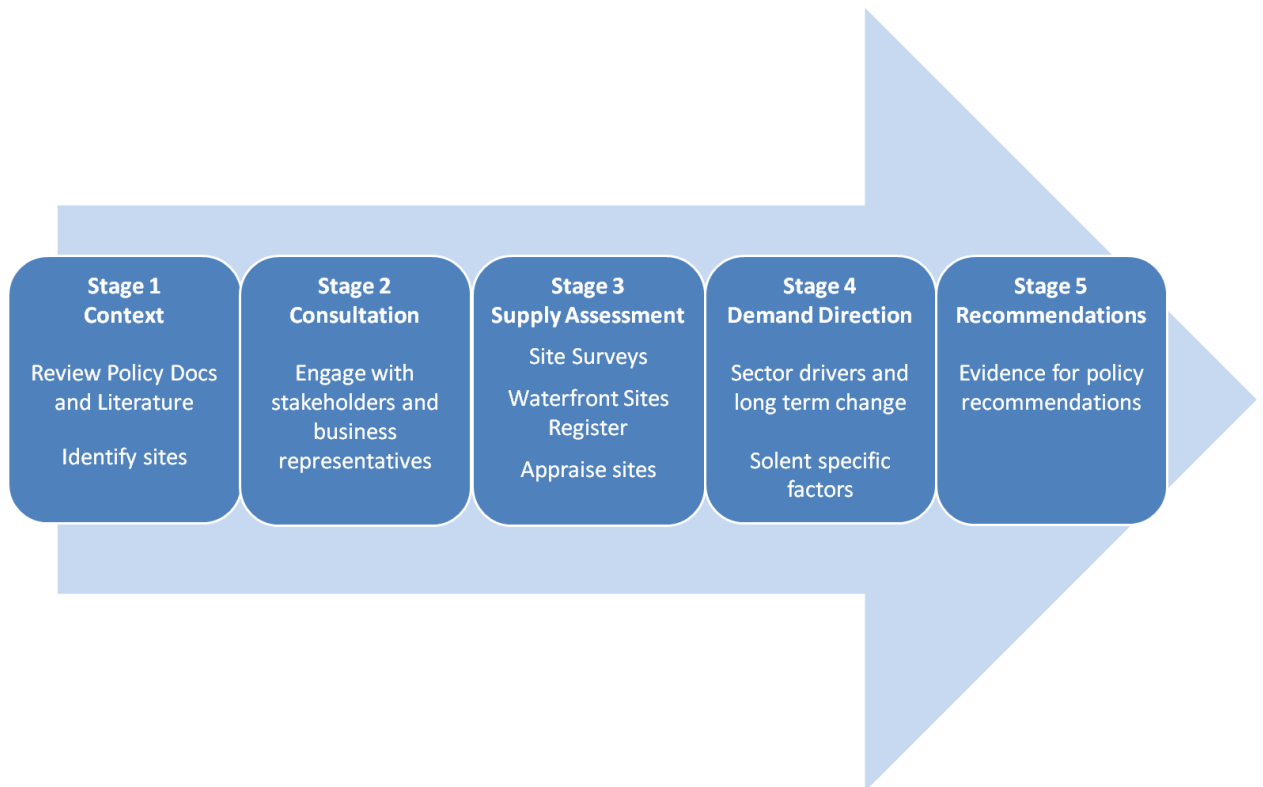 Stage 1
Context
Review Policy Docs
and Literature
Identify sites
Stage 2
Consultation
Engage with
stakeholders and
business
representatives
Stage 3
Supply Assessment
Site Surveys
Waterfront Sites
Register
Appraise sites
Stage 4
Demand Direction
Sector drivers and
long term change
Solent specific
factors
Stage 5
Recommendations
Evidence for policy
recommendations